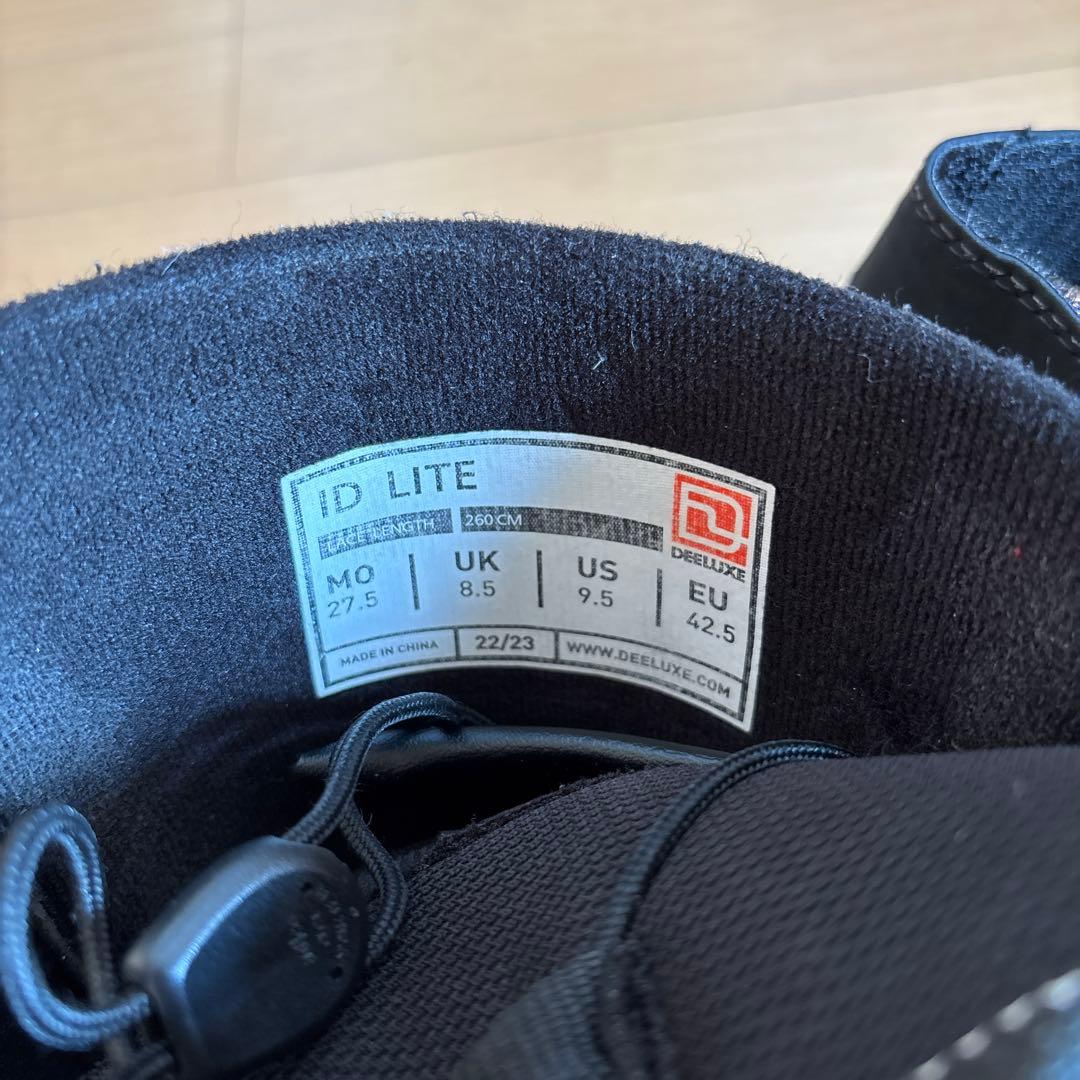 ID LITE
LACE LENGTH 260 CM
DEELUXE
MO UK US EU
27.5 8.5 9.5 42.5
MADE IN CHINA 22/23 WWW.DEELUXE.COM